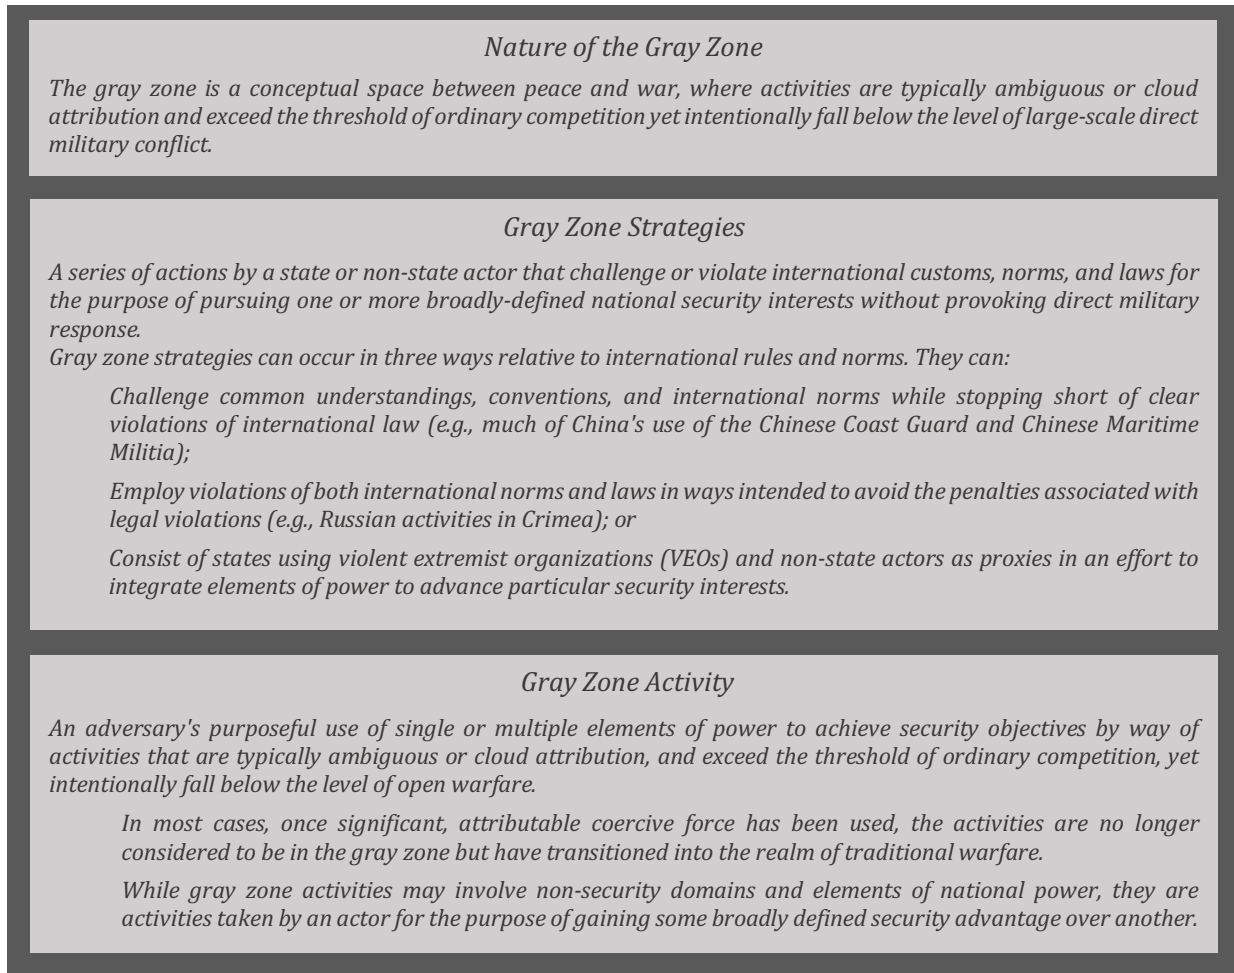 Nature of the Gray Zone
The gray zone is a conceptual space between peace and war, where activities are typically ambiguous or cloud
attribution and exceed the threshold of ordinary competition yet intentionally fall below the level of large-scale direct
military conflict.
Gray Zone Strategies
A series of actions by a state or non-state actor that challenge or violate international customs, norms, and laws for
the purpose of pursuing one or more broadly-defined national security interests without provoking direct military
response.
Gray zone strategies can occur in three ways relative to international rules and norms. They can:
Challenge common understandings, conventions, and international norms while stopping short of clear
violations of international law (e.g., much of China's use of the Chinese Coast Guard and Chinese Maritime
Militia);
Employ violations of both international norms and laws in ways intended to avoid the penalties associated with
legal violations (e.g., Russian activities in Crimea); or
Consist of states using violent extremist organizations (VEOs) and non-state actors as proxies in an effort to
integrate elements of power to advance particular security interests.
Gray Zone Activity
An adversary's purposeful use of single or multiple elements of power to achieve security objectives by way of
activities that are typically ambiguous or cloud attribution, and exceed the threshold of ordinary competition, yet
intentionally fall below the level of open warfare.
In most cases, once significant, attributable coercive force has been used, the activities are no longer
considered to be in the gray zone but have transitioned into the realm of traditional warfare.
While gray zone activities may involve non-security domains and elements of national power, they are
activities taken by an actor for the purpose of gaining some broadly defined security advantage over another.